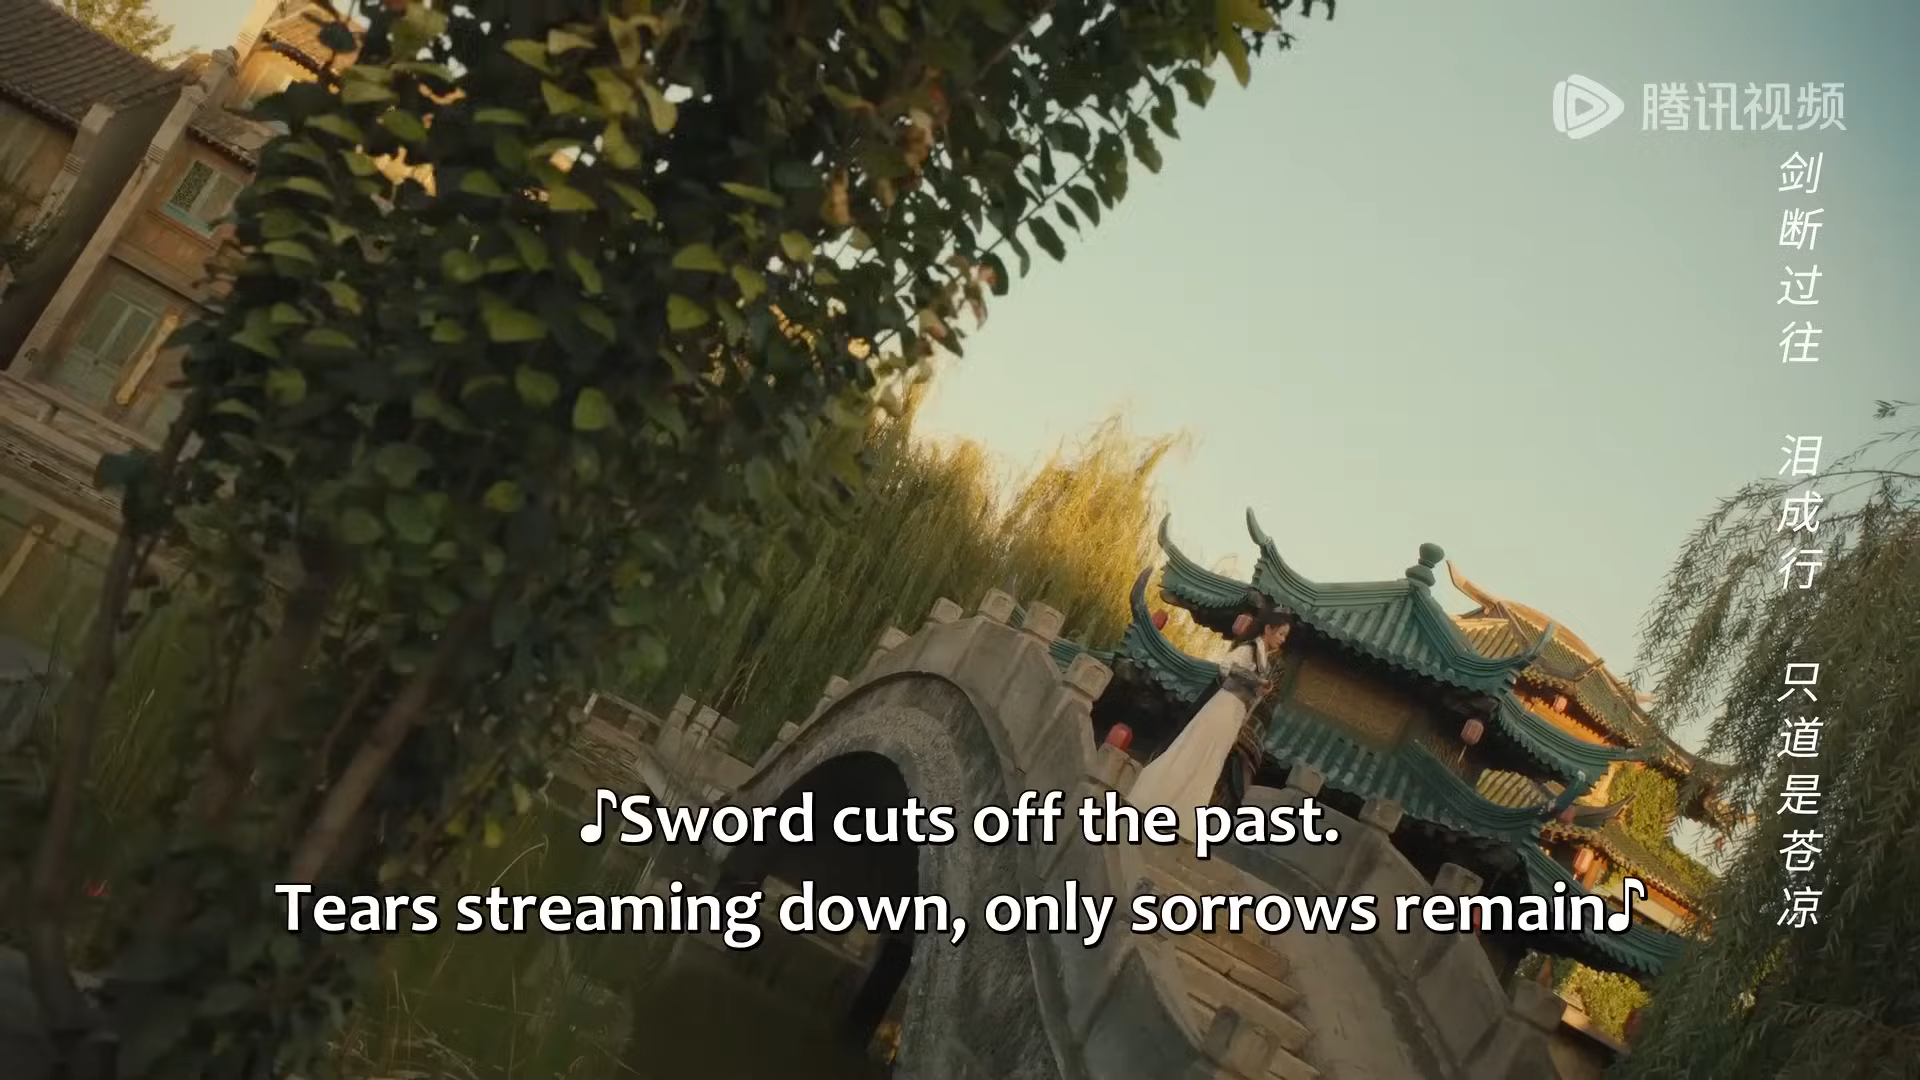 腾讯视频
剑断过往 泪成行 只道是苍凉
♪Sword cuts off the past.
Tears streaming down, only sorrows remain♪